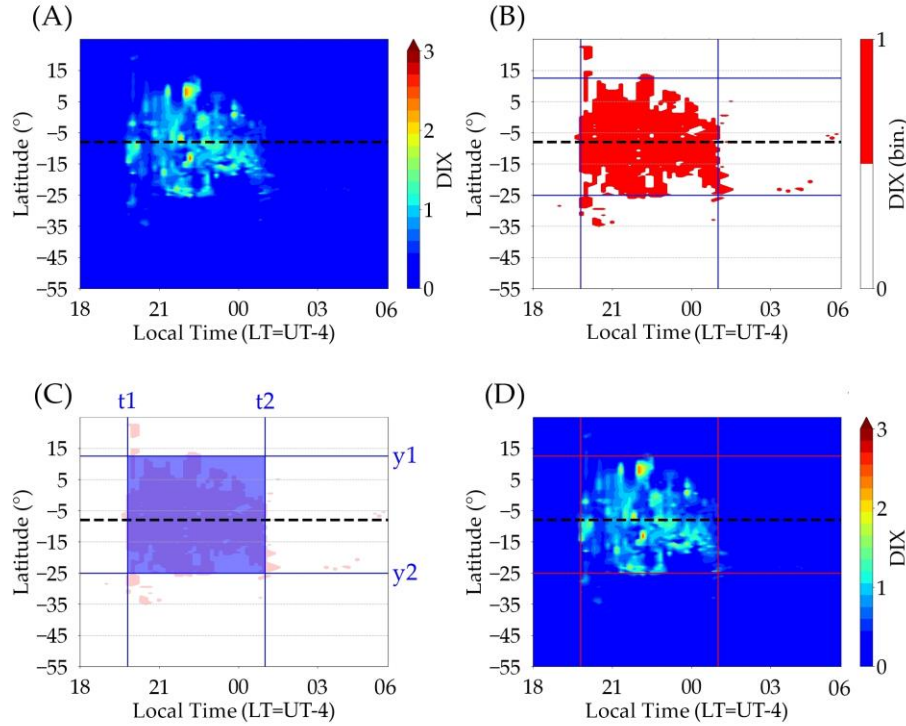 (A)
3
2
1
0
DIX
15
5
−5
−15
−25
−35
−45
−55
Latitude (°)
18 21 00 03 06
Local Time (LT=UT-4)
(B)
1
0
DIX (bin.)
15
5
−5
−15
−25
−35
−45
−55
Latitude (°)
18 21 00 03 06
Local Time (LT=UT-4)
(C)
t1 t2
y1
y2
15
5
−5
−15
−25
−35
−45
−55
Latitude (°)
18 21 00 03 06
Local Time (LT=UT-4)
(D)
3
2
1
0
DIX
15
5
−5
−15
−25
−35
−45
−55
Latitude (°)
18 21 00 03 06
Local Time (LT=UT-4)